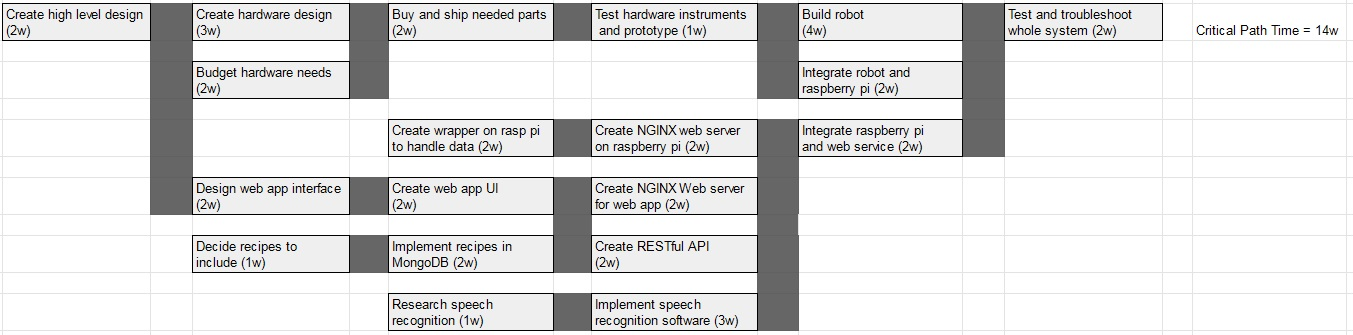 Create high level design
(2w)
Create hardware design
(3w)
Buy and ship needed parts
(2w)
Test hardware instruments
and prototype (1w)
Build robot
(4w)
Test and troubleshoot
whole system (2w)
Critical Path Time = 14w
Budget hardware needs
(2w)
Integrate robot and
raspberry pi (2w)
Create wrapper on rasp pi
to handle data (2w)
Create NGINX web server
on raspberry pi (2w)
Integrate raspberry pi
and web service (2w)
Design web app interface
(2w)
Create web app UI
(2w)
Create NGINX Web server
for web app (2w)
Decide recipes to
include (1w)
Implement recipes in
MongoDB (2w)
Create RESTful API
(2w)
Research speech
recognition (1w)
Implement speech
recognition software (3w)